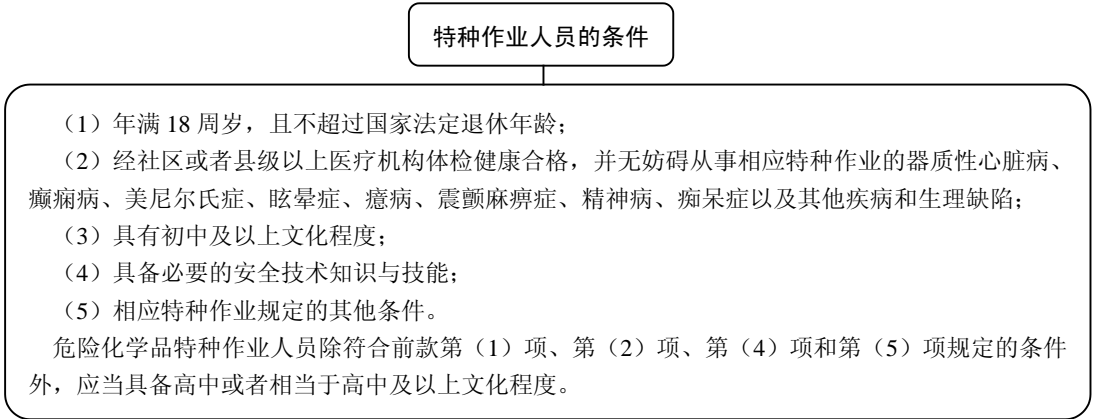 特种作业人员的条件
（1）年满 18 周岁，且不超过国家法定退休年龄；
（2）经社区或者县级以上医疗机构体检健康合格，并无妨碍从事相应特种作业的器质性心脏病、
癫痫病、美尼尔氏症、眩晕症、癔病、震颤麻痹症、精神病、痴呆症以及其他疾病和生理缺陷；
（3）具有初中及以上文化程度；
（4）具备必要的安全技术知识与技能；
（5）相应特种作业规定的其他条件。
危险化学品特种作业人员除符合前款第（1）项、第（2）项、第（4）项和第（5）项规定的条件
外，应当具备高中或者相当于高中及以上文化程度。